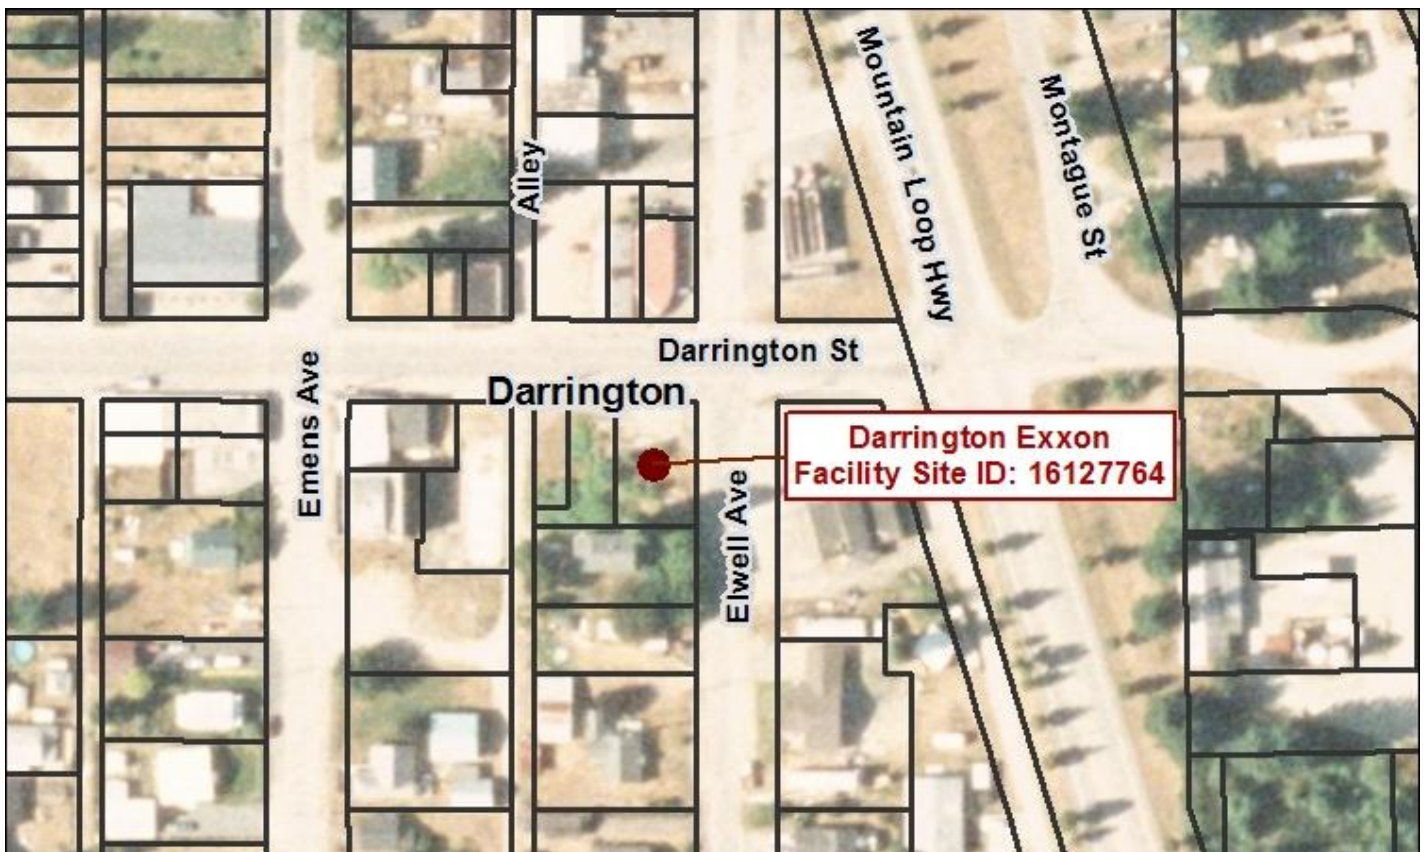 Mountain Loop Hwy
Montague St
Alley
Darrington St
Emens Ave
Darrington
Darrington Exxon
Facility Site ID: 16127764
Elwell Ave